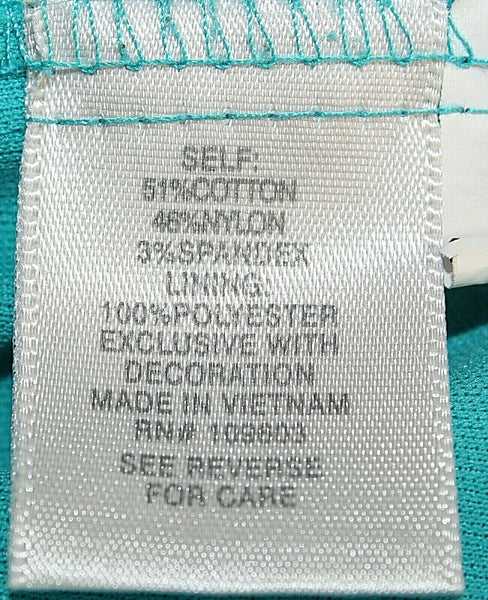 SELF:
51%COTTON
46%NYLON
3%SPANDEX
LINING:
100%POLYESTER
EXCLUSIVE WITH
DECORATION
MADE IN VIETNAM
RN# 109603
SEE REVERSE
FOR CARE